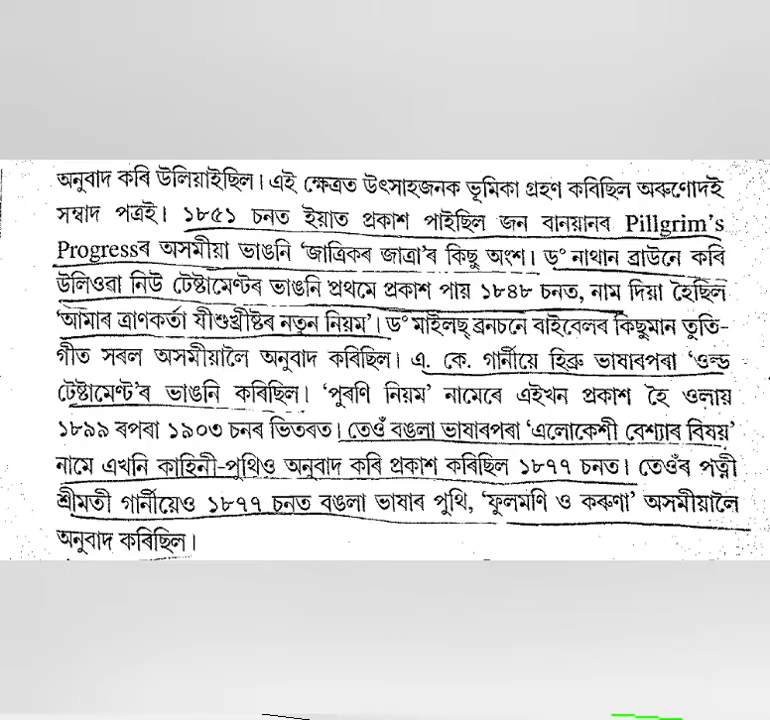 অনুবাদ কৰি উলিয়াইছিল। এই ক্ষেত্ৰত উৎসাহজনক ভূমিকা গ্ৰহণ কৰিছিল অৰুণোদই
সম্বাদ পত্ৰই। ১৮৫১ চনত ইয়াত প্ৰকাশ পাইছিল জন বানয়ানৰ Pillgrim's
Progressৰ অসমীয়া ভাঙনি 'জাত্ৰিকৰ জাত্ৰা'ৰ কিছু অংশ। ড° নাথান ব্ৰাউনে কৰি
উলিওৱা নিউ টেষ্টামেণ্টৰ ভাঙনি প্ৰথমে প্ৰকাশ পায় ১৮৪৮ চনত, নাম দিয়া হৈছিল
'আমাৰ ত্ৰাণকৰ্তা যীশুখ্ৰীষ্টৰ নতুন নিয়ম'। ড° মাইলছ্ ব্ৰনচনে বাইবেলৰ কিছুমান তুতি-
গীত সৰল অসমীয়ালৈ অনুবাদ কৰিছিল। এ. কে. গাৰ্নীয়ে হিব্ৰু ভাষাৰপৰা 'ওল্ড
টেষ্টামেণ্ট'ৰ ভাঙনি কৰিছিল। 'পুৰণি নিয়ম' নামেৰে এইখন প্ৰকাশ হৈ ওলায়
১৮৯৯ ৰপৰা ১৯০৩ চনৰ ভিতৰত। তেওঁ বঙলা ভাষাৰপৰা 'এলোকেশী বেশ্যাৰ বিষয়'
নামে এখনি কাহিনী-পুথিও অনুবাদ কৰি প্ৰকাশ কৰিছিল ১৮৭৭ চনত। তেওঁৰ পত্নী
শ্ৰীমতী গাৰ্নীয়েও ১৮৭৭ চনত বঙলা ভাষাৰ পুথি, 'ফুলমণি ও কৰুণা' অসমীয়ালৈ
অনুবাদ কৰিছিল।